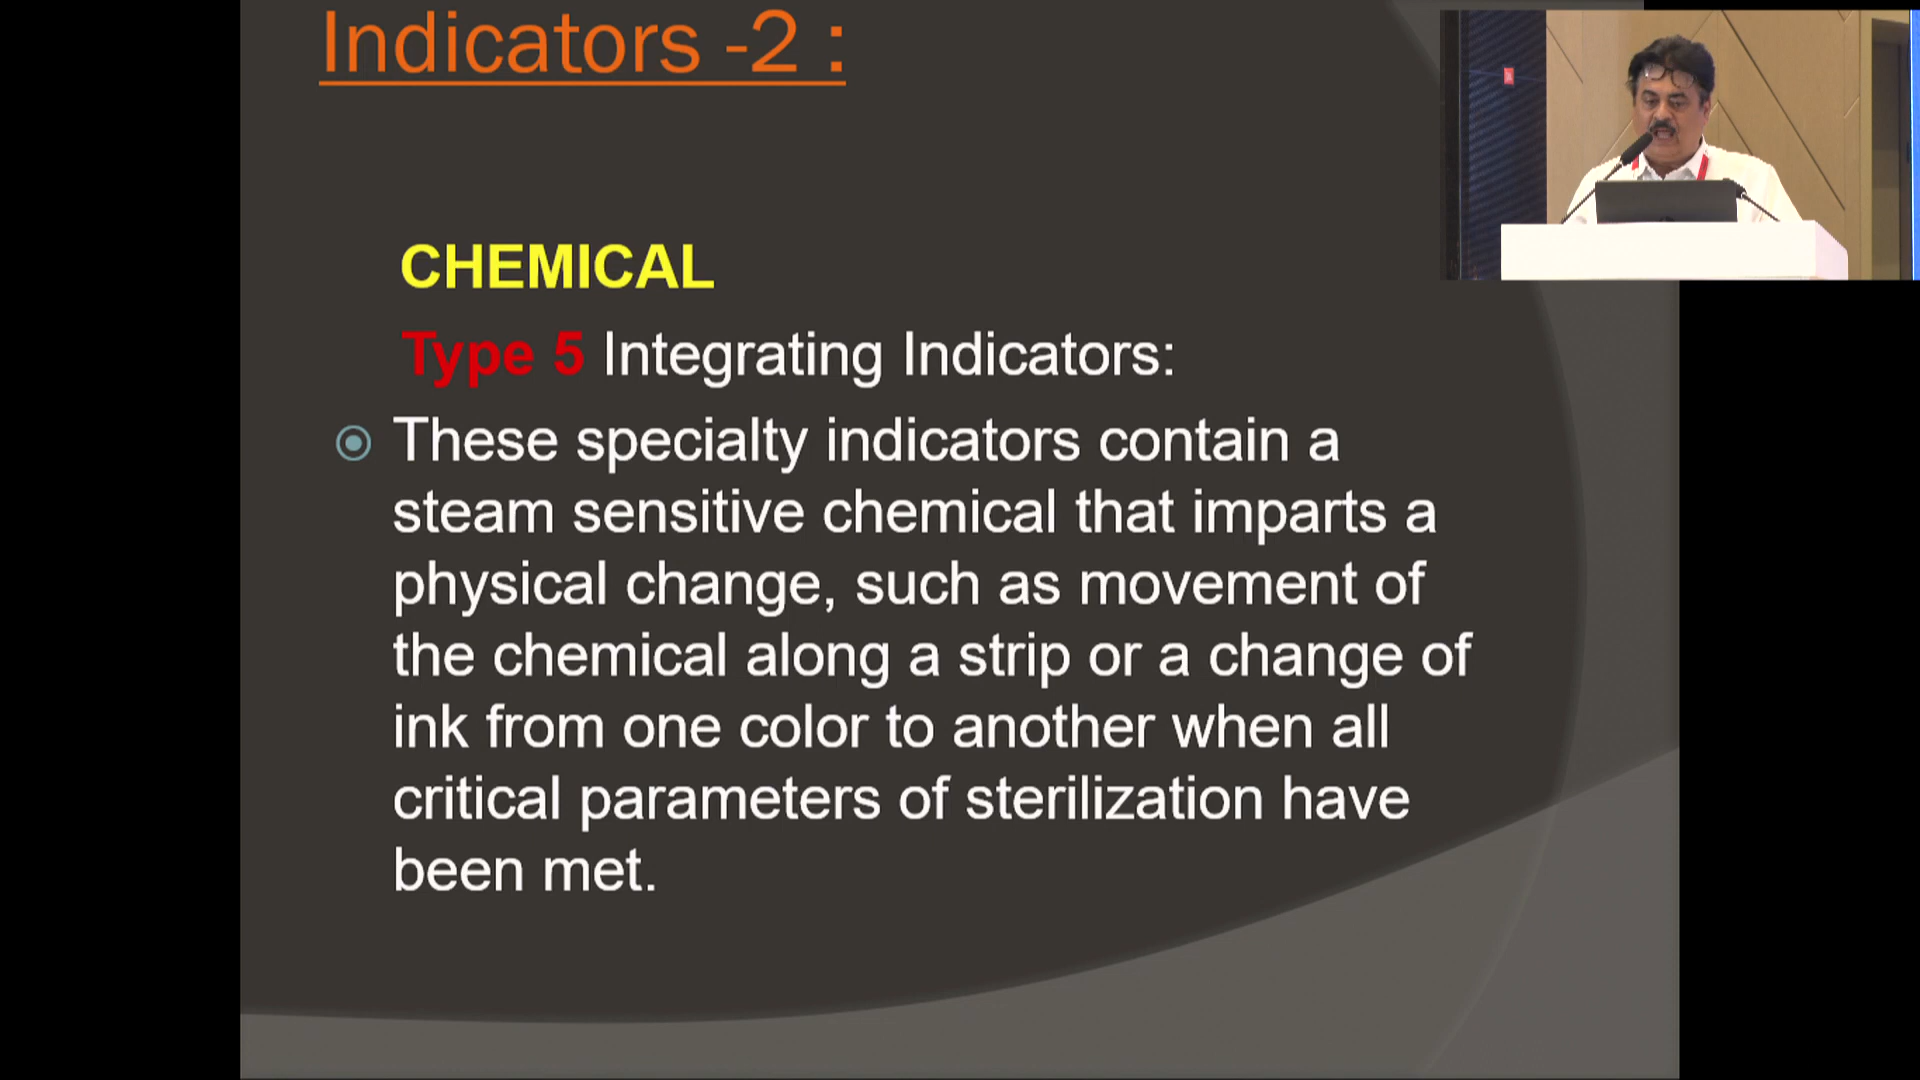 Indicators -2 :
CHEMICAL
Type 5 Integrating Indicators:
These specialty indicators contain a
steam sensitive chemical that imparts a
physical change, such as movement of
the chemical along a strip or a change of
ink from one color to another when all
critical parameters of sterilization have
been met.